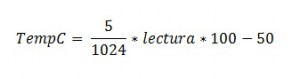 TempC = 5/1024 * lectura * 100 − 50